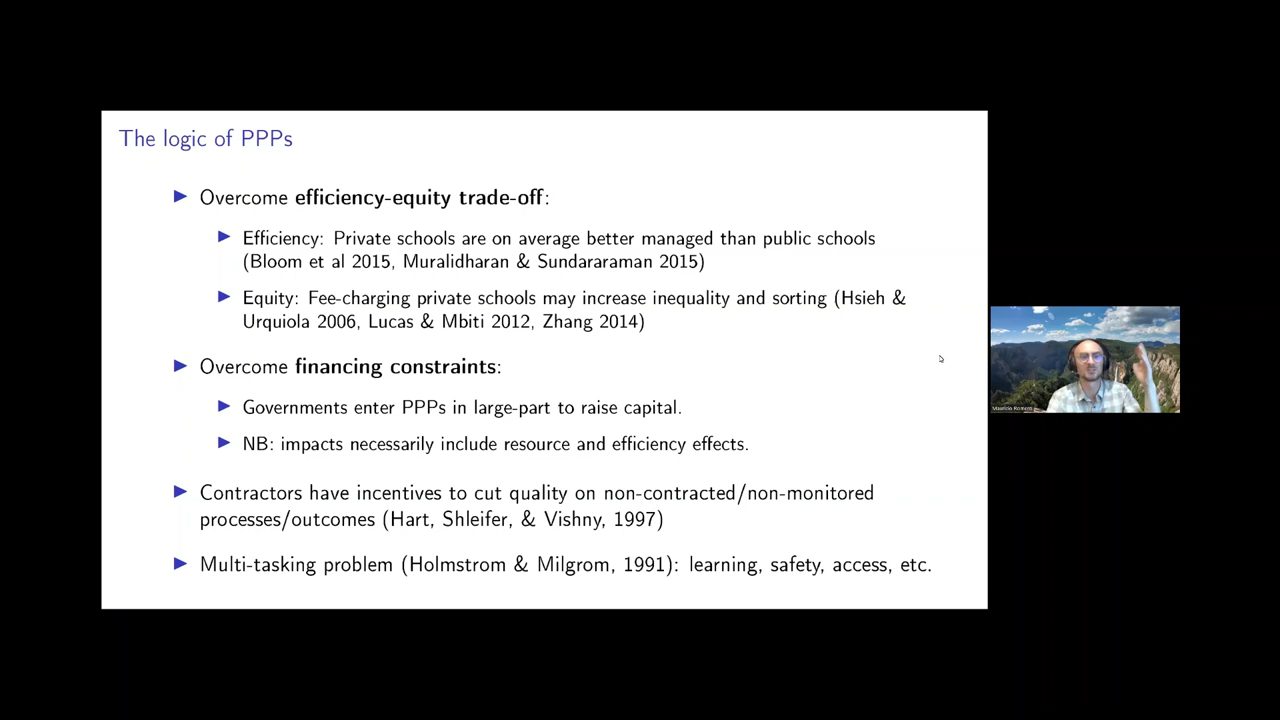 The logic of PPPs
▶ Overcome efficiency-equity trade-off:
▶ Efficiency: Private schools are on average better managed than public schools
(Bloom et al 2015, Muralidharan & Sundararaman 2015)
▶ Equity: Fee-charging private schools may increase inequality and sorting (Hsieh &
Urquiola 2006, Lucas & Mbiti 2012, Zhang 2014)
▶ Overcome financing constraints:
▶ Governments enter PPPs in large-part to raise capital.
▶ NB: impacts necessarily include resource and efficiency effects.
▶ Contractors have incentives to cut quality on non-contracted/non-monitored
processes/outcomes (Hart, Shleifer, & Vishny, 1997)
▶ Multi-tasking problem (Holmstrom & Milgrom, 1991): learning, safety, access, etc.
Mauricio Romero